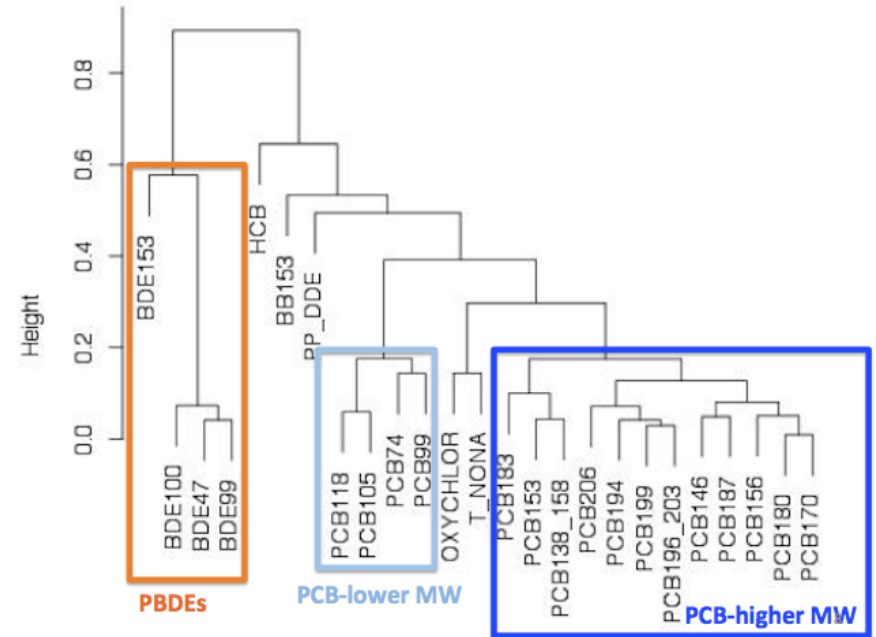 Height
0.0
0.2
0.4
0.6
0.8
BDE153
BDE100
BDE47
BDE99
HCB
BB153
PP_DDE
PCB118
PCB105
PCB74
PCB99
OXYCHLOR
T_NONA
PCB183
PCB153
PCB138_158
PCB206
PCB194
PCB199
PCB196_203
PCB146
PCB187
PCB156
PCB180
PCB170
PBDEs
PCB-lower MW
PCB-higher MW